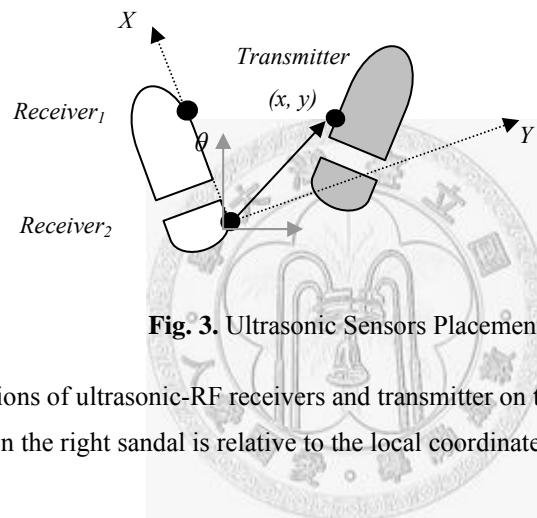 X
Transmitter
(x, y)
Receiver1
θ
Y
Receiver2
Fig. 3. Ultrasonic Sensors Placemen
ions of ultrasonic-RF receivers and transmitter on t
n the right sandal is relative to the local coordinate